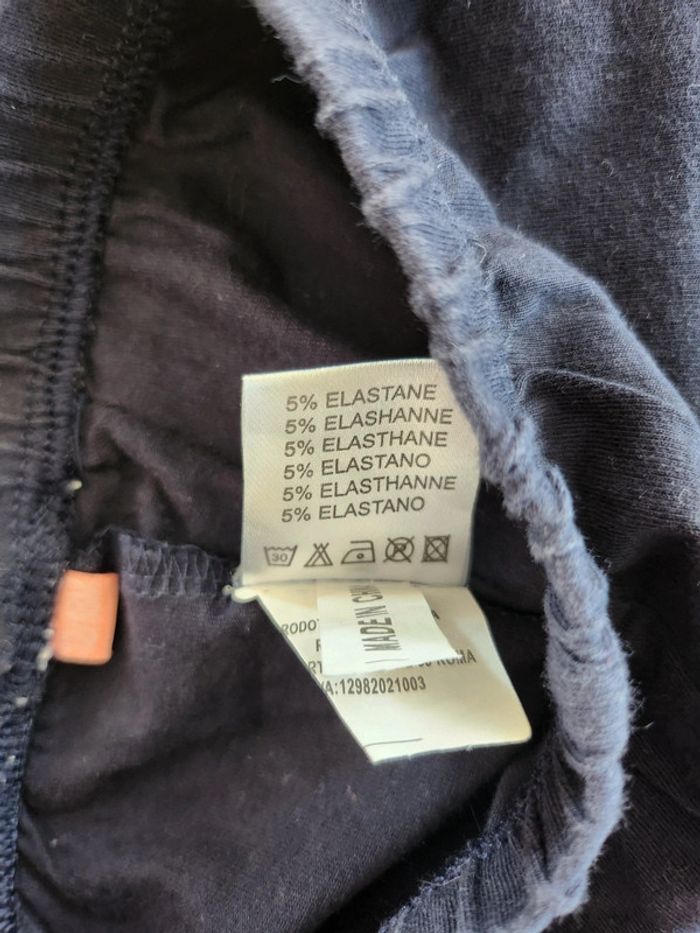 5% ELASTANE
5% ELASHANNE
5% ELASTHANE
5% ELASTANO
5% ELASTHANNE
5% ELASTANO
30
MADE IN
ROMA
:12982021003